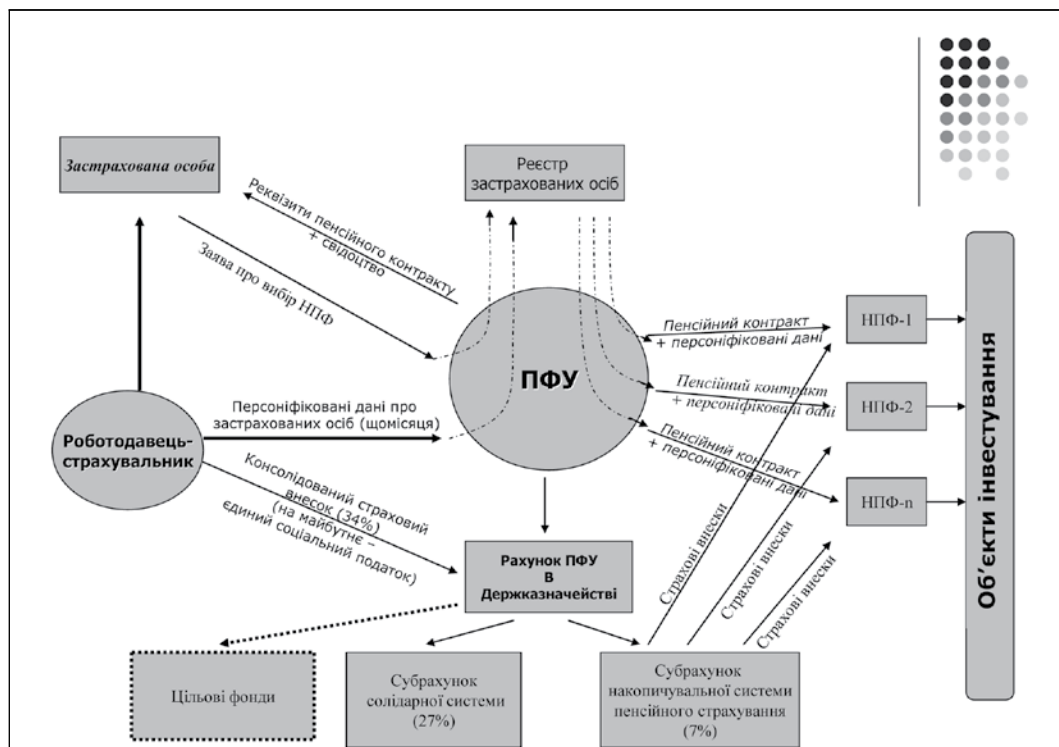 Застрахована особа
Реєстр
застрахованих осіб
Реквізити пенсійного контракту
+ свідоцтво
Заява про вибір НПФ
ПФУ
Пенсійний контракт
+ персоніфіковані дані
НПФ-1
Пенсійний контракт
+ персоніфіковані дані
НПФ-2
Пенсійний контракт
+ персоніфіковані дані
НПФ-n
Об’єкти інвестування
Роботодавець-
страхувальник
Персоніфіковані дані про
застрахованих осіб (щомісяця)
Консолідований страховий
внесок (34%)
(на майбутнє –
єдиний соціальний податок)
Рахунок ПФУ
В
Держказначействі
Страхові внески
Страхові внески
Страхові внески
Цільові фонди
Субрахунок
солідарної системи
(27%)
Субрахунок
накопичувальної системи
пенсійного страхування
(7%)